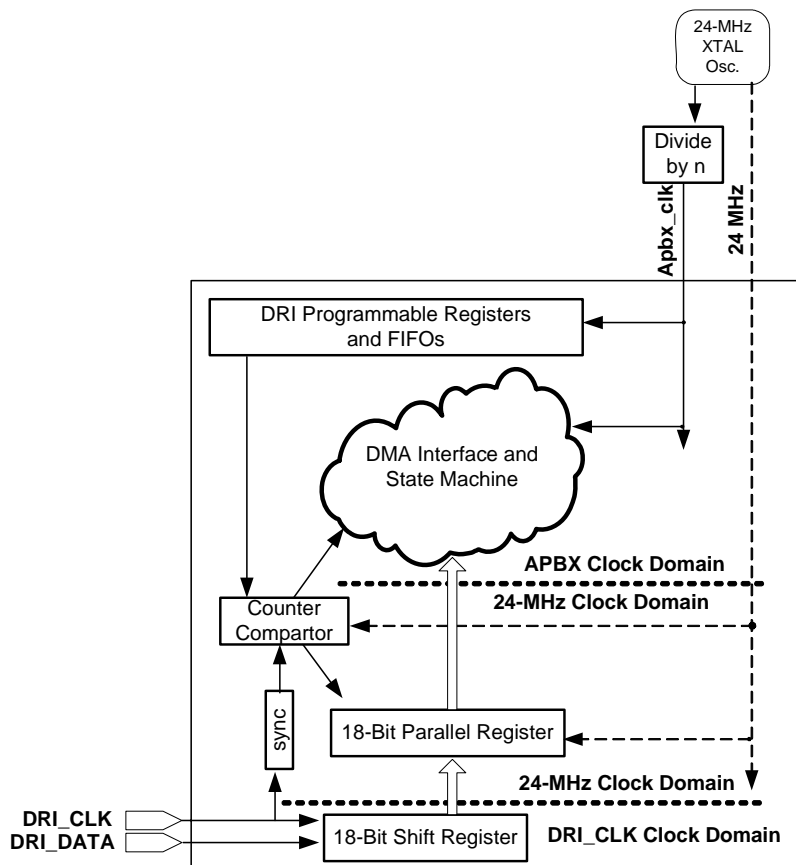 24-MHz
XTAL
Osc.
Divide
by n
Apbx_clk
24 MHz
DRI Programmable Registers
and FIFOs
DMA Interface and
State Machine
APBX Clock Domain
24-MHz Clock Domain
Counter
Compartor
sync
18-Bit Parallel Register
24-MHz Clock Domain
DRI_CLK
DRI_DATA
18-Bit Shift Register
DRI_CLK Clock Domain